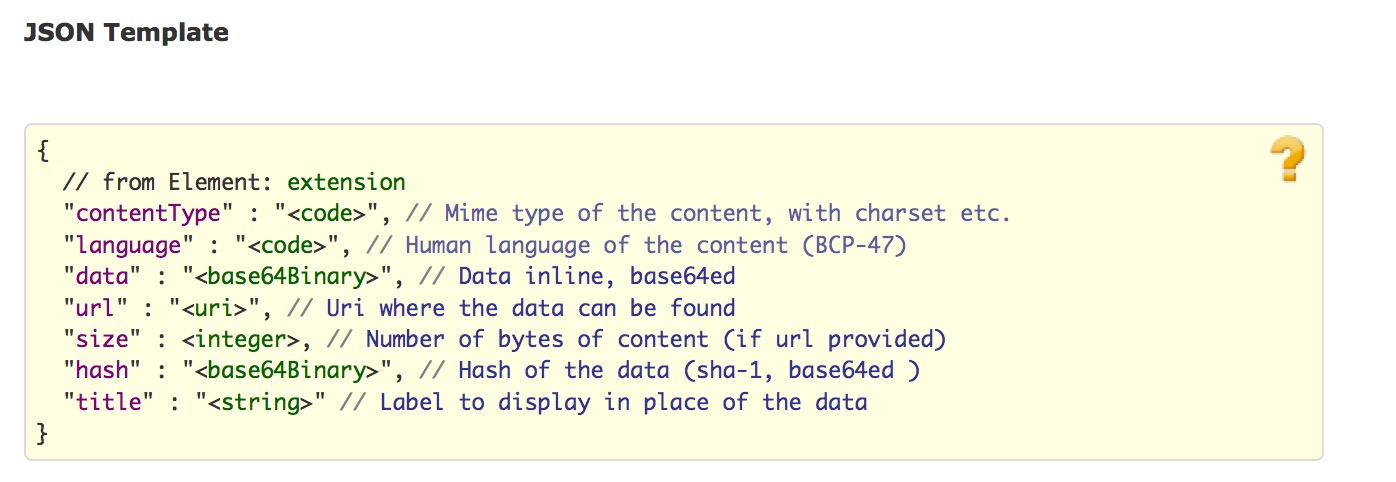 JSON Template
{
// from Element: extension
"contentType" : "<code>", // Mime type of the content, with charset etc.
"language" : "<code>", // Human language of the content (BCP-47)
"data" : "<base64Binary>", // Data inline, base64ed
"url" : "<uri>", // Uri where the data can be found
"size" : <integer>, // Number of bytes of content (if url provided)
"hash" : "<base64Binary>", // Hash of the data (sha-1, base64ed )
"title" : "<string>" // Label to display in place of the data
}